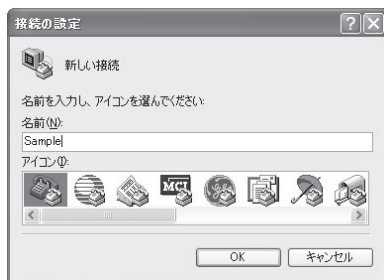 接続の設定
新しい接続
名前を入力し、アイコンを選んでください:
名前(N):
Sample
アイコン(I):
MCI
OK
キャンセル